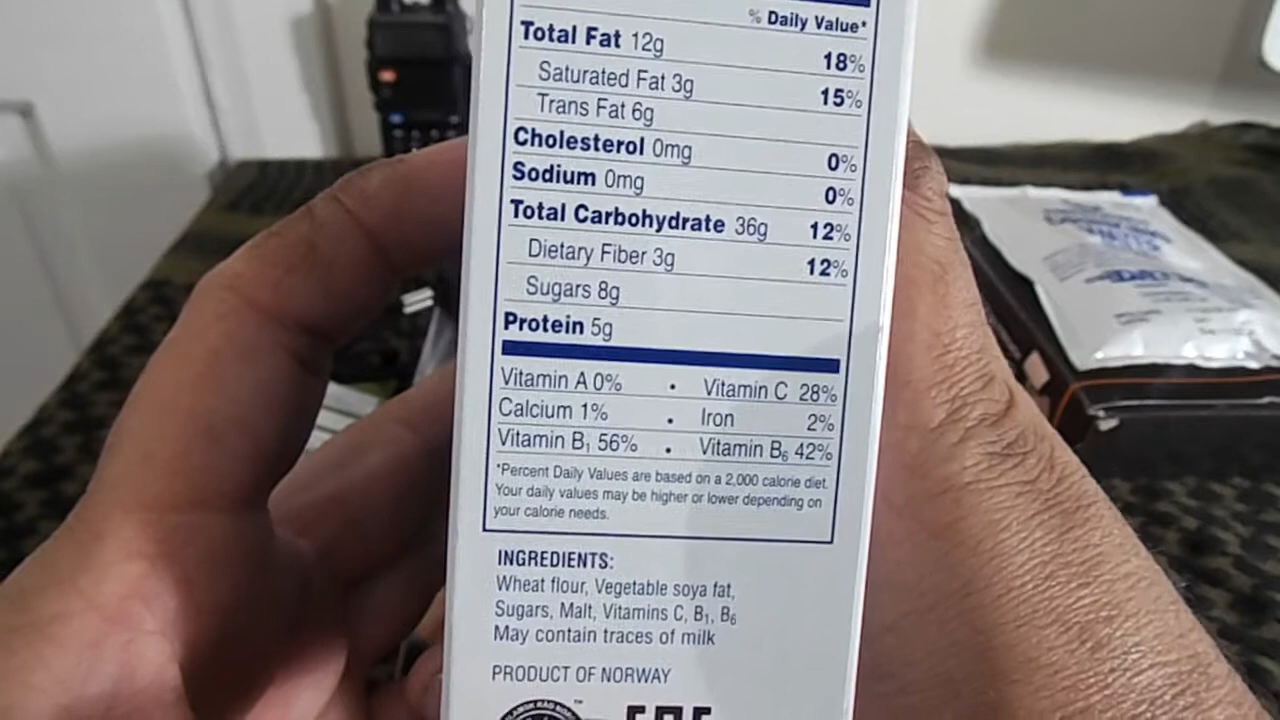 % Daily Value*
Total Fat 12g 18%
Saturated Fat 3g 15%
Trans Fat 6g
Cholesterol 0mg 0%
Sodium 0mg 0%
Total Carbohydrate 36g 12%
Dietary Fiber 3g 12%
Sugars 8g
Protein 5g
Vitamin A 0% • Vitamin C 28%
Calcium 1% • Iron 2%
Vitamin B₁ 56% • Vitamin B₆ 42%
*Percent Daily Values are based on a 2,000 calorie diet.
Your daily values may be higher or lower depending on
your calorie needs.
INGREDIENTS:
Wheat flour, Vegetable soya fat,
Sugars, Malt, Vitamins C, B₁, B₆
May contain traces of milk
PRODUCT OF NORWAY